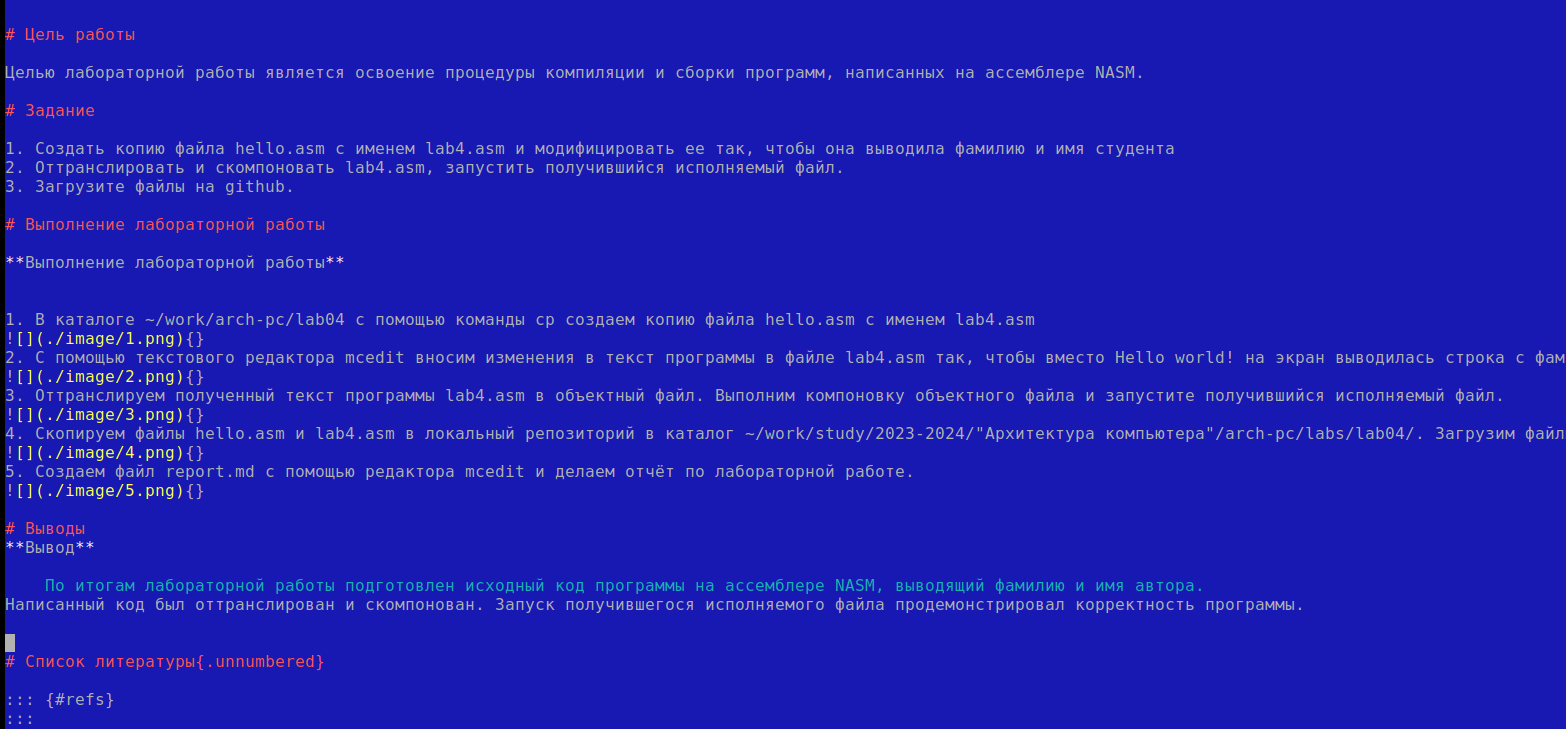 # Цель работы
Целью лабораторной работы является освоение процедуры компиляции и сборки программ, написанных на ассемблере NASM.
# Задание
1. Создать копию файла hello.asm с именем lab4.asm и модифицировать ее так, чтобы она выводила фамилию и имя студента
2. Оттранслировать и скомпоновать lab4.asm, запустить получившийся исполняемый файл.
3. Загрузите файлы на github.
# Выполнение лабораторной работы
**Выполнение лабораторной работы**
1. В каталоге ~/work/arch-pc/lab04 с помощью команды cp создаем копию файла hello.asm с именем lab4.asm
![](./image/1.png){}
2. С помощью текстового редактора mcedit вносим изменения в текст программы в файле lab4.asm так, чтобы вместо Hello world! на экран выводилась строка с фам
![](./image/2.png){}
3. Оттранслируем полученный текст программы lab4.asm в объектный файл. Выполним компоновку объектного файла и запустите получившийся исполняемый файл.
![](./image/3.png){}
4. Скопируем файлы hello.asm и lab4.asm в локальный репозиторий в каталог ~/work/study/2023-2024/"Архитектура компьютера"/arch-pc/labs/lab04/. Загрузим файл
![](./image/4.png){}
5. Создаем файл report.md с помощью редактора mcedit и делаем отчёт по лабораторной работе.
![](./image/5.png){}
# Выводы
**Вывод**
По итогам лабораторной работы подготовлен исходный код программы на ассемблере NASM, выводящий фамилию и имя автора.
Написанный код был оттранслирован и скомпонован. Запуск получившегося исполняемого файла продемонстрировал корректность программы.
# Список литературы{.unnumbered}
::: {#refs}
:::